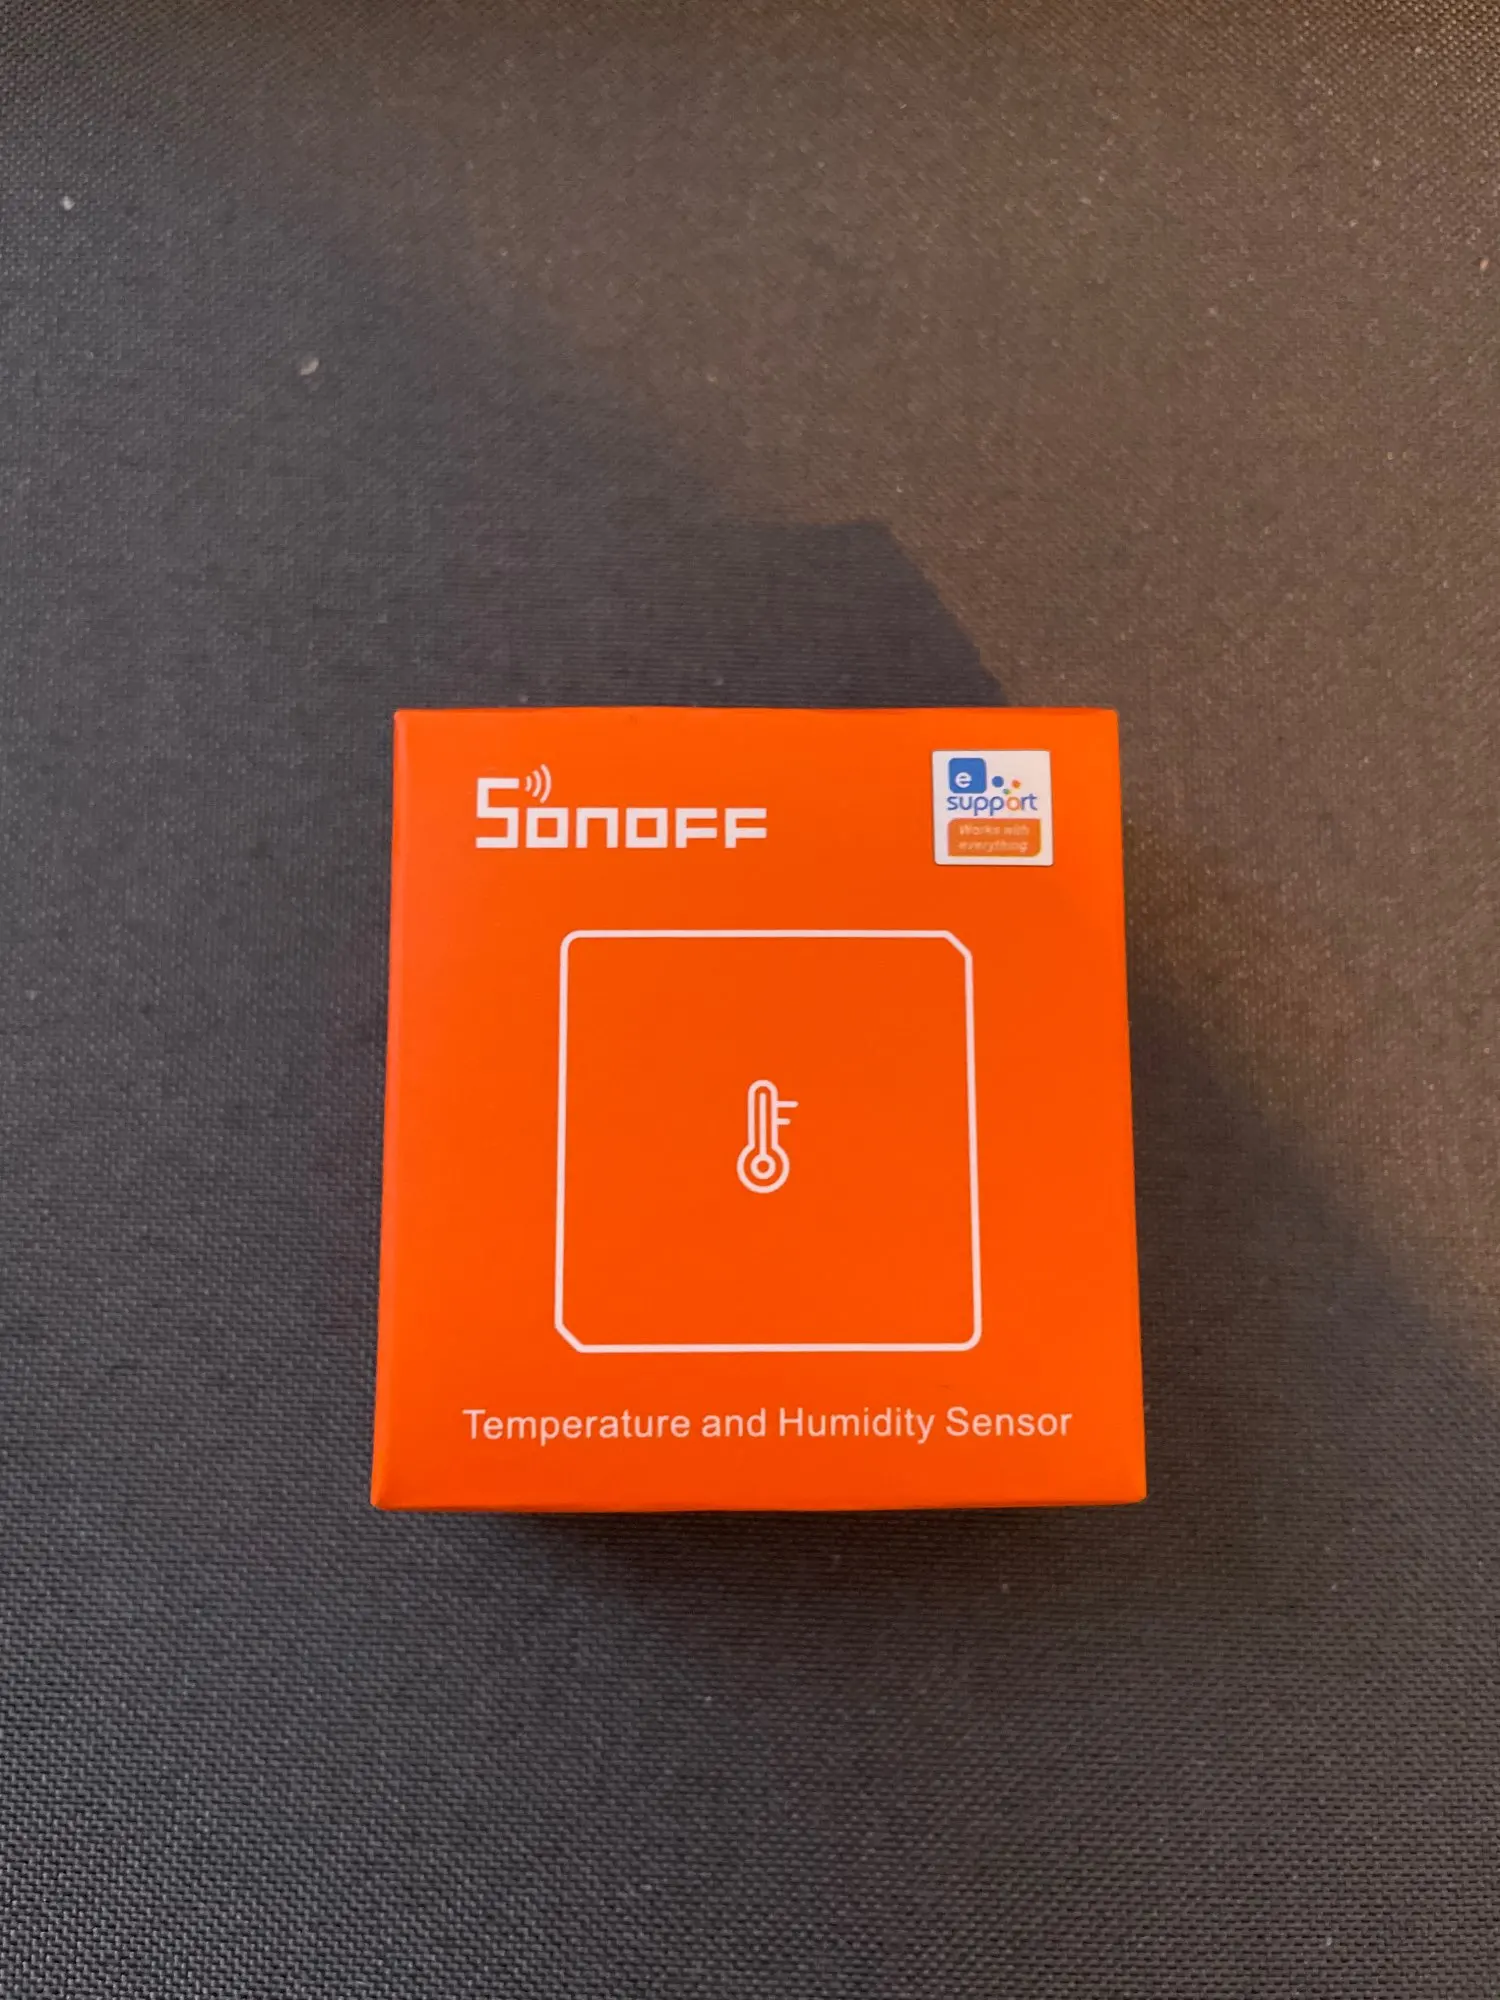 SONOFF
e
support
Works with
everything
Temperature and Humidity Sensor